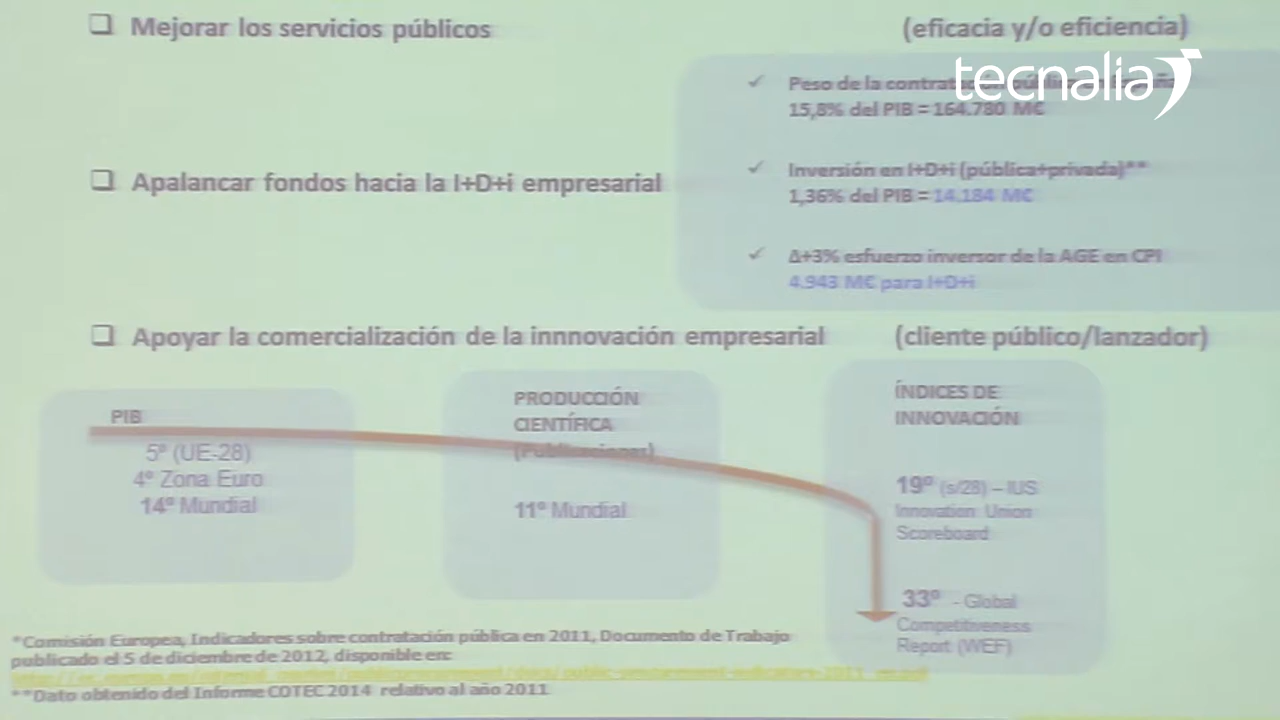 ❑ Mejorar los servicios públicos (eficacia y/o eficiencia)
tecnalia
✓ Peso de la
15,8% del PIB = 164.780 M€
❑ Apalancar fondos hacia la I+D+i empresarial
✓ Inversión en I+D+i (pública+privada)**
1,36% del PIB = 14.184 M€
✓ Δ+3% esfuerzo inversor de la AGE en CPI
4.943 M€ para I+D+i
❑ Apoyar la comercialización de la innnovación empresarial (cliente público/lanzador)
PIB
5º (UE-28)
4º Zona Euro
14º Mundial
PRODUCCIÓN
CIENTÍFICA
(Publicaciones)
11º Mundial
ÍNDICES DE
INNOVACIÓN
19º (s/28) – IUS
Innovation Union
Scoreboard
33º - Global
Competitiveness
Report (WEF)
*Comisión Europea, Indicadores sobre contratación pública en 2011, Documento de Trabajo
publicado el 5 de diciembre de 2012, disponible en:
**Dato obtenido del Informe COTEC 2014 relativo al año 2011